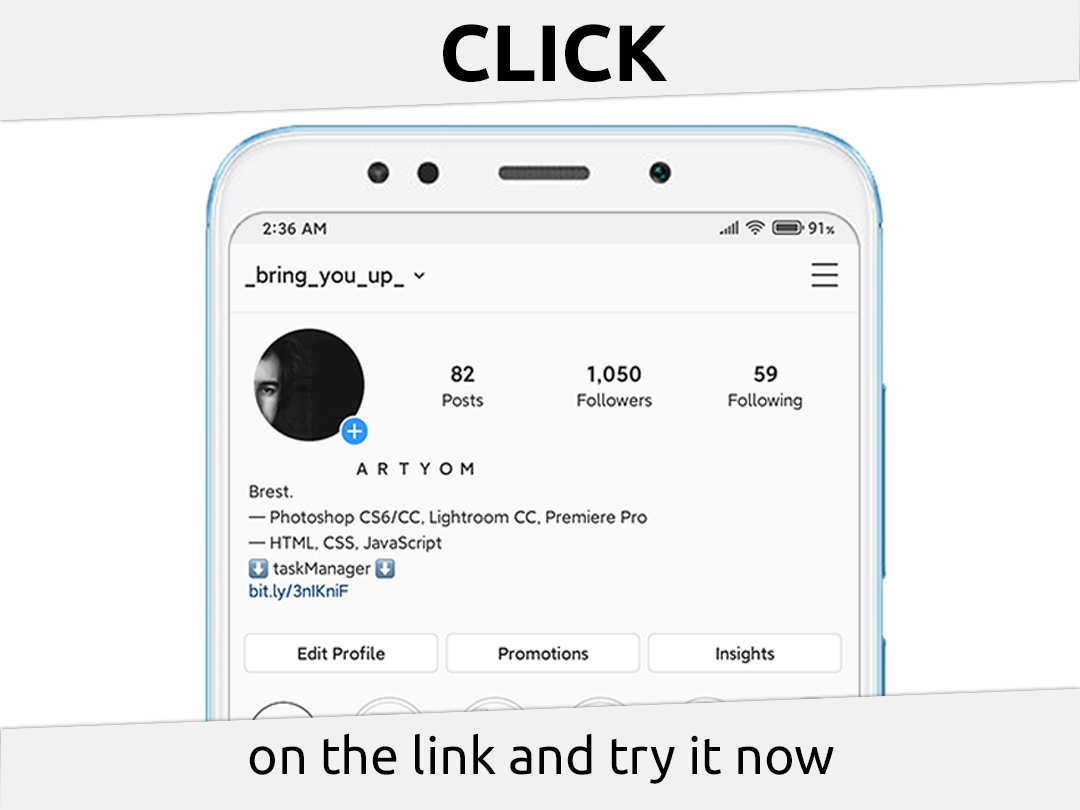 CLICK
2:36 AM 91%
_bring_you_up_
82 1,050 59
Posts Followers Following
A R T Y O M
Brest.
— Photoshop CS6/CC, Lightroom CC, Premiere Pro
— HTML, CSS, JavaScript
⬇️ taskManager ⬇️
bit.ly/3nIKniF
Edit Profile Promotions Insights
on the link and try it now